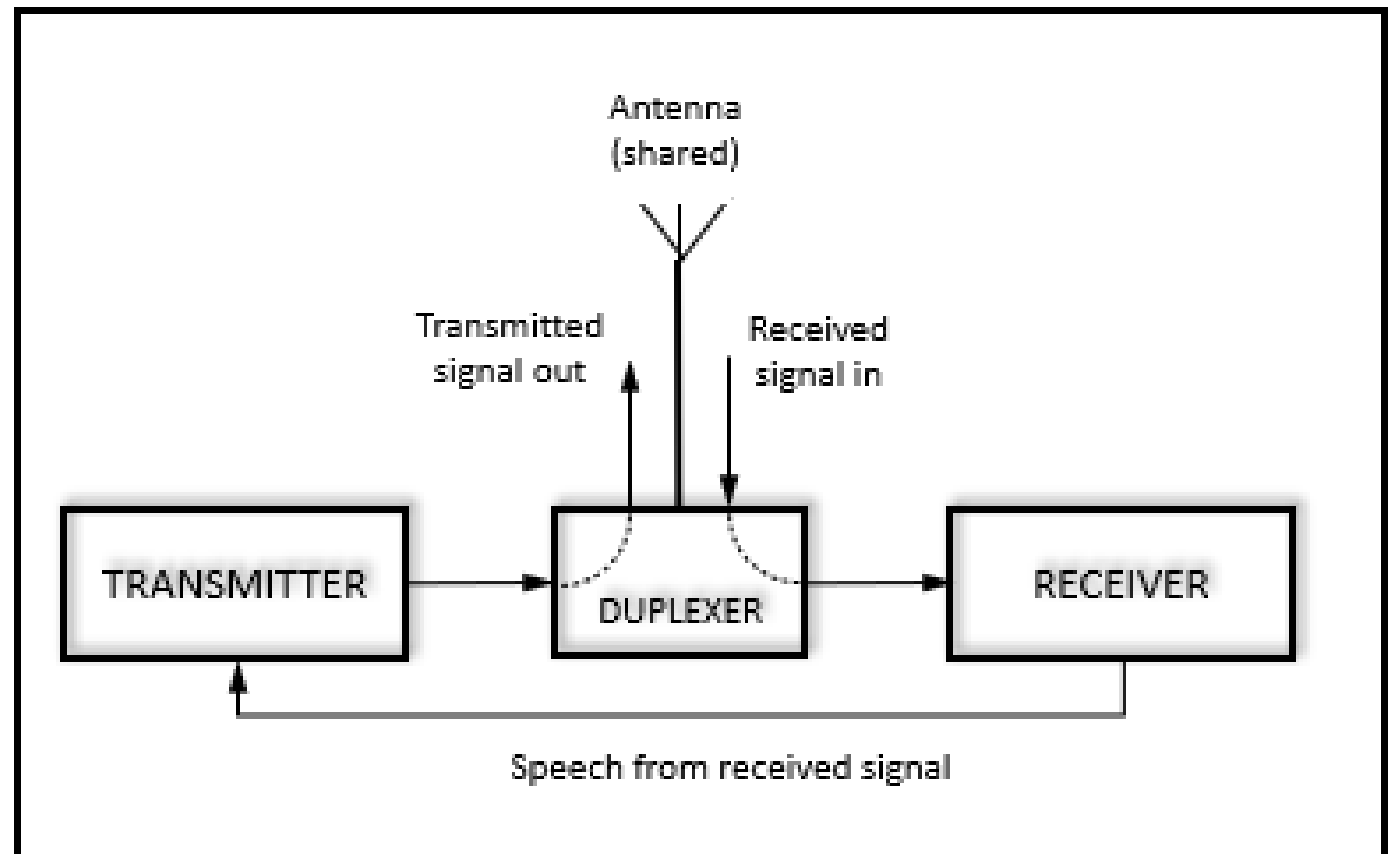 Antenna
(shared)
Transmitted
signal out
Received
signal in
TRANSMITTER
DUPLEXER
RECEIVER
Speech from received signal